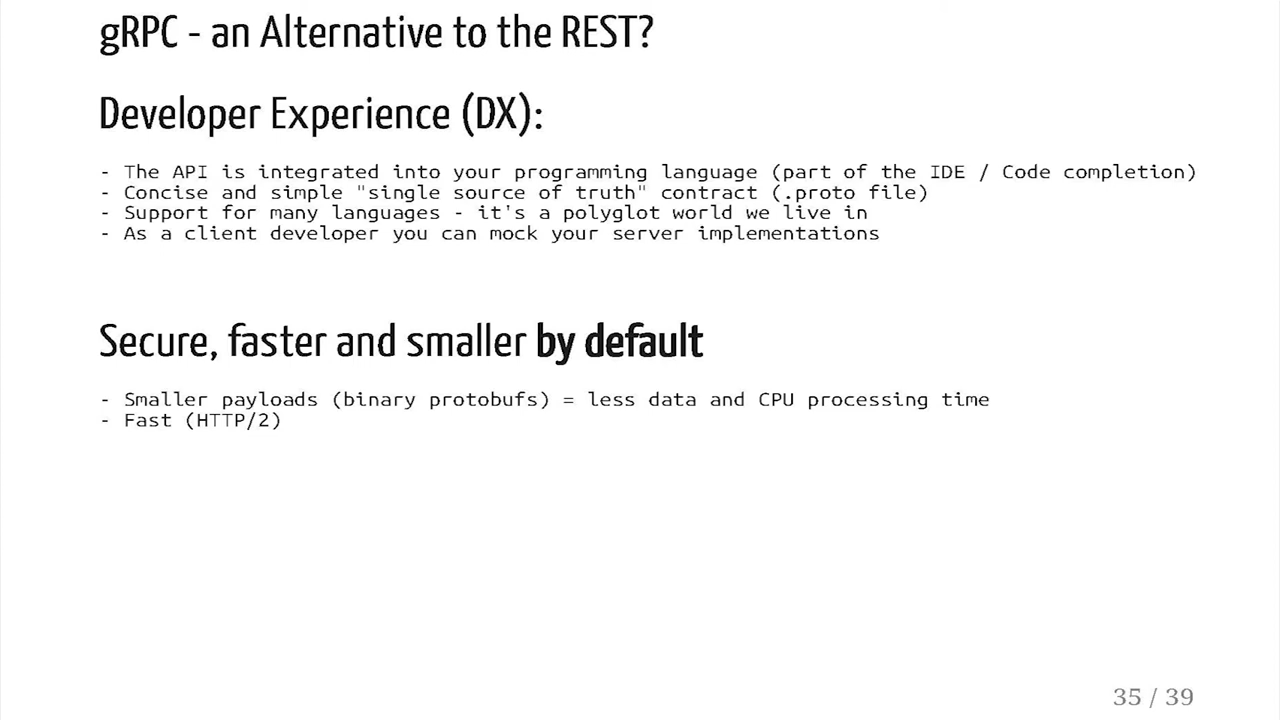 gRPC - an Alternative to the REST?
Developer Experience (DX):
- The API is integrated into your programming language (part of the IDE / Code completion)
- Concise and simple "single source of truth" contract (.proto file)
- Support for many languages - it's a polyglot world we live in
- As a client developer you can mock your server implementations
Secure, faster and smaller by default
- Smaller payloads (binary protobufs) = less data and CPU processing time
- Fast (HTTP/2)
35 / 39